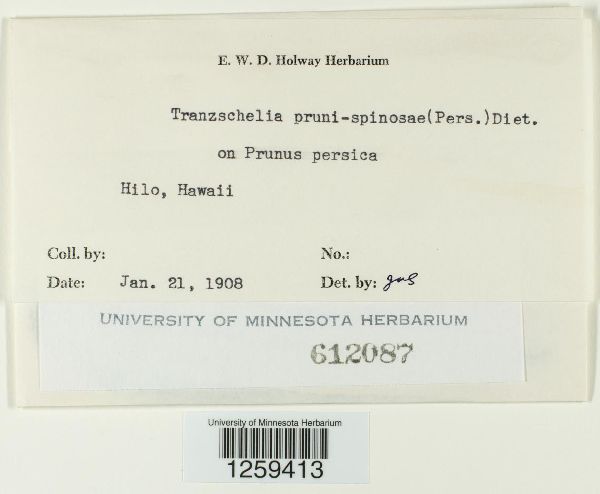 E. W. D. Holway Herbarium
Tranzschelia pruni-spinosae(Pers.)Diet.
on Prunus persica
Hilo, Hawaii
Coll. by: No.:
Date: Jan. 21, 1908 Det. by:
UNIVERSITY OF MINNESOTA HERBARIUM
612087
University of Minnesota Herbarium
1259413